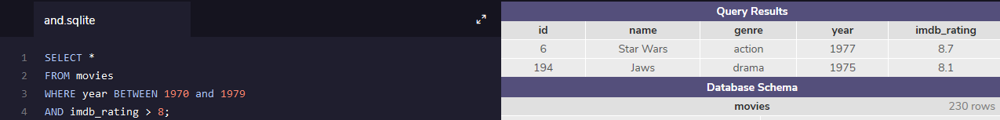 and.sqlite
1 SELECT *
2 FROM movies
3 WHERE year BETWEEN 1970 and 1979
4 AND imdb_rating > 8;
Query Results
id name genre year imdb_rating
6 Star Wars action 1977 8.7
194 Jaws drama 1975 8.1
Database Schema
movies 230 rows